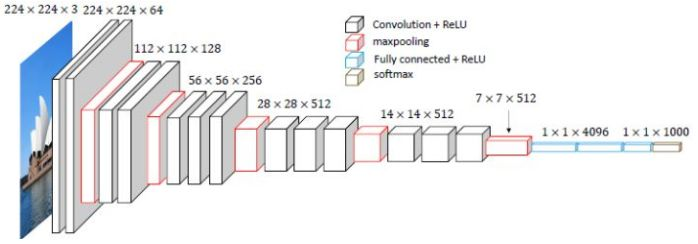 224 × 224 × 3
224 × 224 × 64
112 × 112 × 128
56 × 56 × 256
28 × 28 × 512
14 × 14 × 512
7 × 7 × 512
1 × 1 × 4096
1 × 1 × 1000
Convolution + ReLU
maxpooling
Fully connected + ReLU
softmax